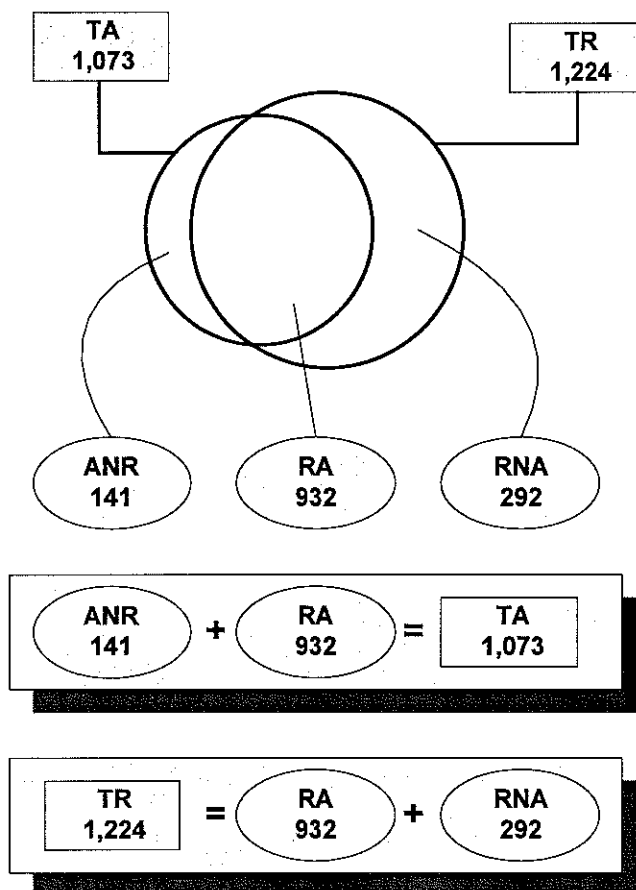 TA
1,073
TR
1,224
ANR
141
RA
932
RNA
292
ANR
141
+
RA
932
=
TA
1,073
TR
1,224
=
RA
932
+
RNA
292